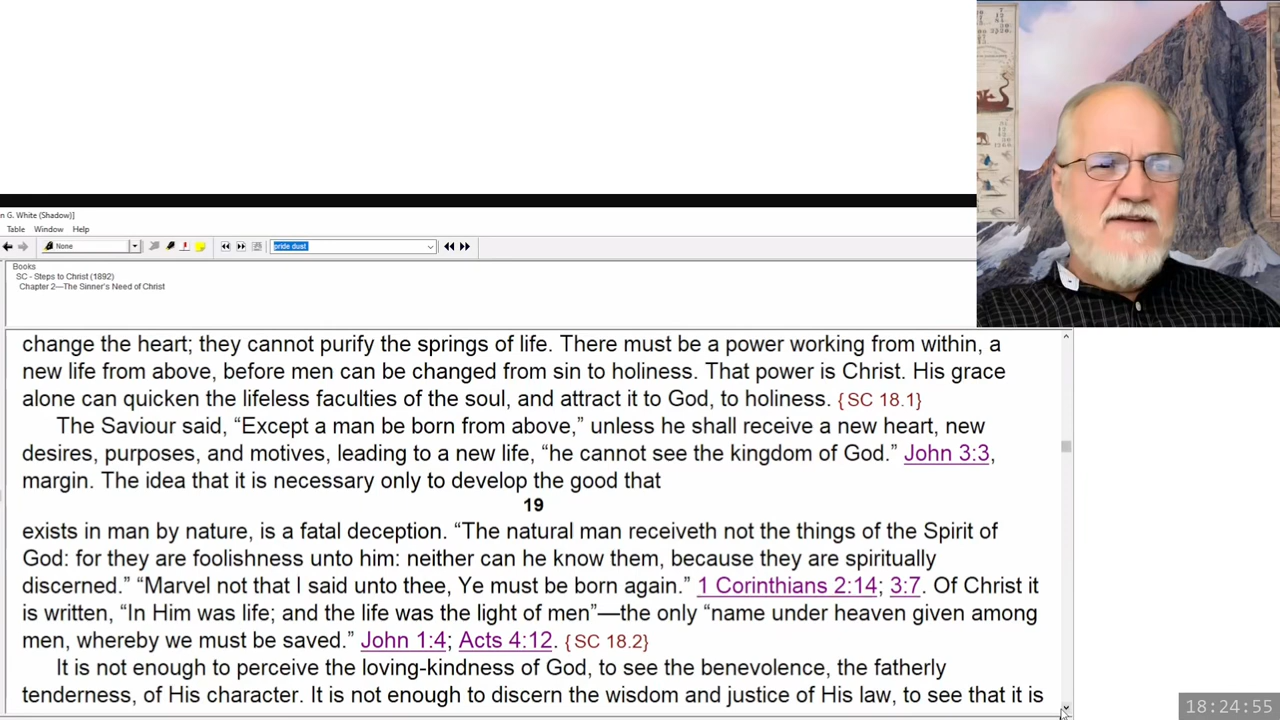 n G. White (Shadow)]
Table Window Help
None
pride dust
Books
SC - Steps to Christ (1892)
Chapter 2—The Sinner's Need of Christ
change the heart; they cannot purify the springs of life. There must be a power working from within, a
new life from above, before men can be changed from sin to holiness. That power is Christ. His grace
alone can quicken the lifeless faculties of the soul, and attract it to God, to holiness. {SC 18.1}
The Saviour said, “Except a man be born from above,” unless he shall receive a new heart, new
desires, purposes, and motives, leading to a new life, “he cannot see the kingdom of God.” John 3:3,
margin. The idea that it is necessary only to develop the good that
19
exists in man by nature, is a fatal deception. “The natural man receiveth not the things of the Spirit of
God: for they are foolishness unto him: neither can he know them, because they are spiritually
discerned.” “Marvel not that I said unto thee, Ye must be born again.” 1 Corinthians 2:14; 3:7. Of Christ it
is written, “In Him was life; and the life was the light of men”—the only “name under heaven given among
men, whereby we must be saved.” John 1:4; Acts 4:12. {SC 18.2}
It is not enough to perceive the loving-kindness of God, to see the benevolence, the fatherly
tenderness, of His character. It is not enough to discern the wisdom and justice of His law, to see that it is
18:24:55